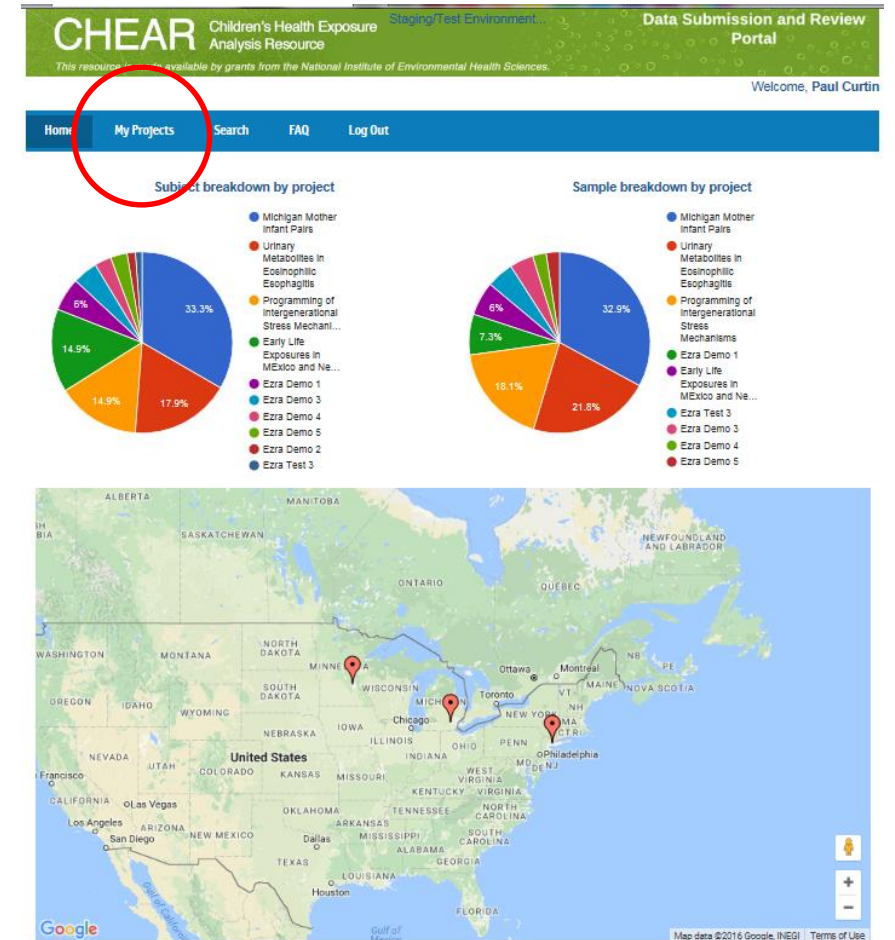 CHEAR
Children's Health Exposure
Analysis Resource
Staging/Test Environment...
Data Submission and Review
Portal
by grants from the National Institute of Environmental Health Sciences.
Welcome, Paul Curtin
Home My Projects Search FAQ Log Out
Subject breakdown by project
33.3%
17.9%
14.9%
14.9%
6%
Michigan Mother
Infant Pairs
Urinary
Metabolites in
Eosinophilic
Esophagitis
Programming of
Intergenerational
Stress Mechani...
Early Life
Exposures in
MExico and Ne...
Ezra Demo 1
Ezra Demo 3
Ezra Demo 4
Ezra Demo 5
Ezra Demo 2
Ezra Test 3
Sample breakdown by project
32.9%
21.8%
18.1%
7.3%
6%
Michigan Mother
Infant Pairs
Urinary
Metabolites in
Eosinophilic
Esophagitis
Programming of
Intergenerational
Stress
Mechanisms
Ezra Demo 1
Early Life
Exposures in
MExico and Ne...
Ezra Test 3
Ezra Demo 3
Ezra Demo 4
Ezra Demo 5
ALBERTA
MANITOBA
SASKATCHEWAN
NEWFOUNDLAND
AND LABRADOR
ONTARIO
QUEBEC
WASHINGTON
MONTANA
NORTH
DAKOTA
Ottawa
Montreal
NB
PE
SOUTH
DAKOTA
WISCONSIN
Toronto
VT
MAINE
NOVA SCOTIA
OREGON
IDAHO
WYOMING
NH
MA
CT RI
Chicago
NEW YORK
IOWA
NEBRASKA
ILLINOIS
INDIANA
OHIO
PENN
Philadelphia
NEVADA
UTAH
COLORADO
United States
KANSAS
MISSOURI
WEST
VIRGINIA
MD
DE
NJ
Francisco
KENTUCKY
VIRGINIA
CALIFORNIA
Las Vegas
OKLAHOMA
TENNESSEE
NORTH
CAROLINA
Los Angeles
ARIZONA
NEW MEXICO
ARKANSAS
San Diego
Dallas
MISSISSIPPI
SOUTH
CAROLINA
ALABAMA
TEXAS
GEORGIA
LOUISIANA
Houston
FLORIDA
Gulf of California
Gulf of
Mexico
Google
Map data ©2016 Google, INEGI Terms of Use